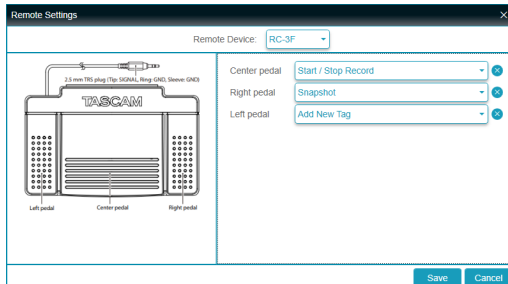 Remote Settings
Remote Device: RC-3F
2.5 mm TRS plug (Tip: SIGNAL, Ring: GND, Sleeve: GND)
TASCAM
Left pedal
Center pedal
Right pedal
Center pedal Start / Stop Record
Right pedal Snapshot
Left pedal Add New Tag
Save Cancel